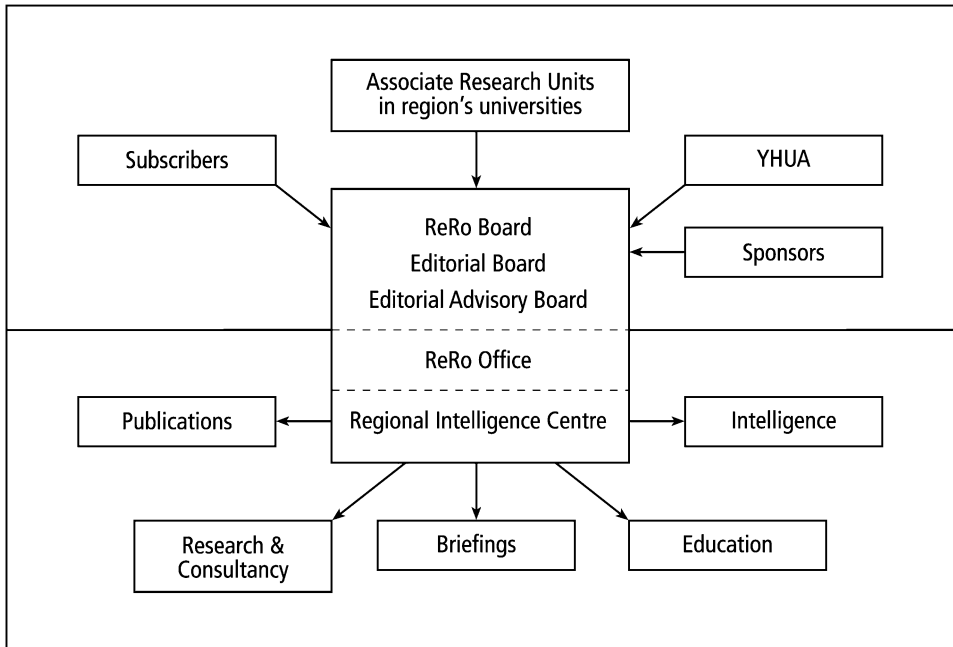 Associate Research Units
in region's universities
Subscribers
YHUA
ReRo Board
Editorial Board
Sponsors
Editorial Advisory Board
ReRo Office
Publications
Regional Intelligence Centre
Intelligence
Research &
Consultancy
Briefings
Education